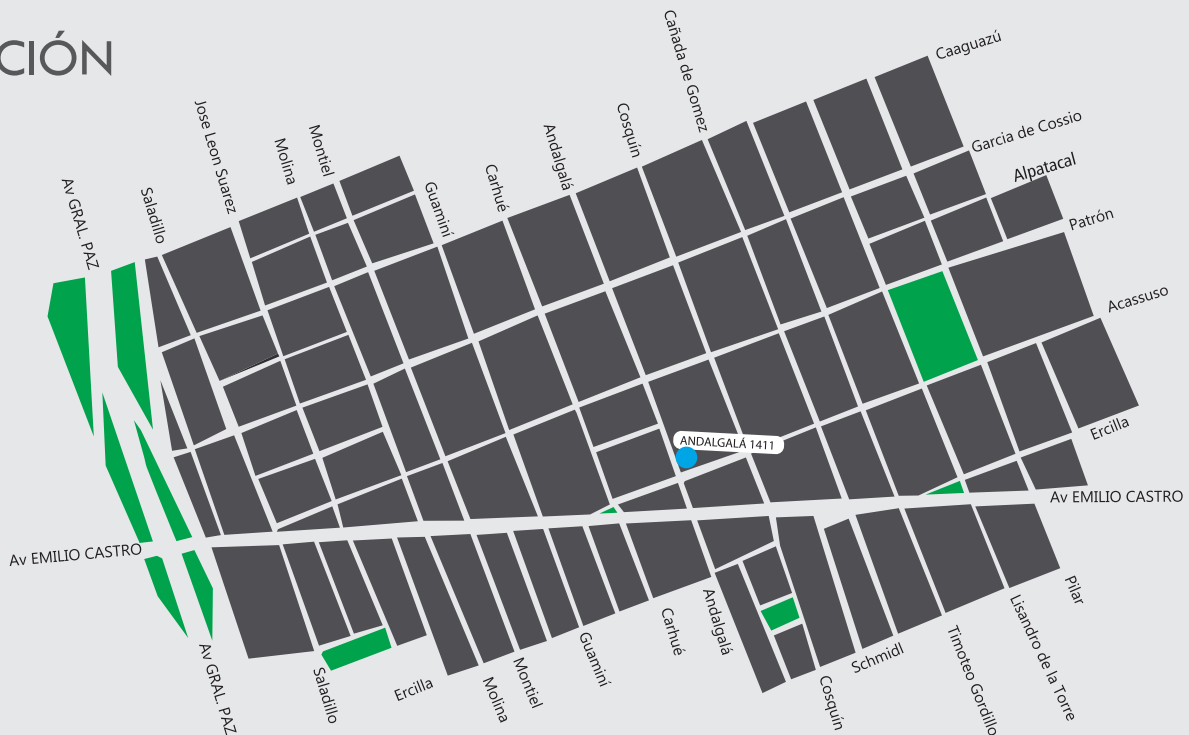 CIÓN
Cañada de Gomez
Caaguazú
Jose Leon Suarez
Molina
Montiel
Cosquín
Andalgalá
Garcia de Cossio
Alpatacal
Av GRAL. PAZ
Saladillo
Guaminí
Carhué
Patrón
Acassuso
Ercilla
ANDALGALÁ 1411
Av EMILIO CASTRO
Av EMILIO CASTRO
Av GRAL. PAZ
Saladillo
Ercilla
Molina
Montiel
Guaminí
Carhué
Andalgalá
Cosquín
Schmidl
Timoteo Gordillo
Lisandro de la Torre
Pilar